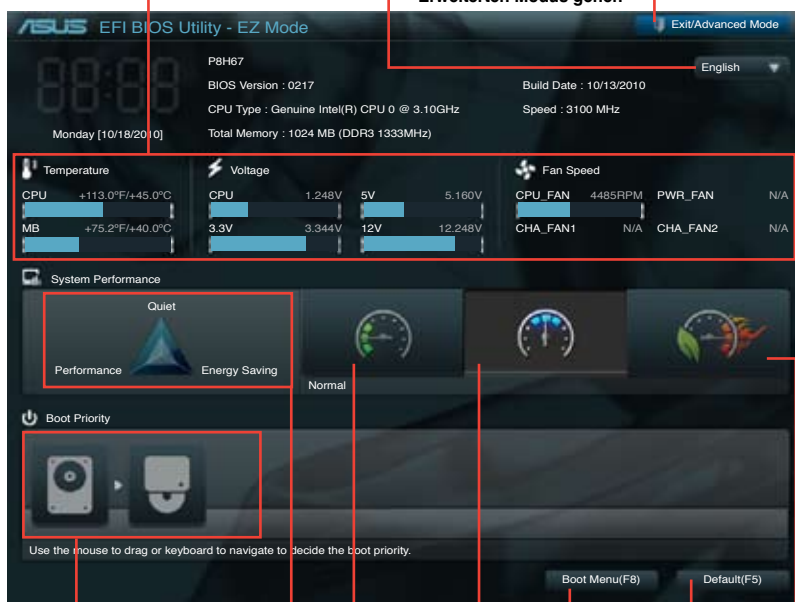 /ISUS EFI BIOS Utility - EZ Mode
Exit/Advanced Mode
P8H67
English
BIOS Version : 0217
Build Date : 10/13/2010
CPU Type : Genuine Intel(R) CPU 0 @ 3.10GHz
Speed : 3100 MHz
Monday [10/18/2010]
Total Memory : 1024 MB (DDR3 1333MHz)
Temperature
Voltage
Fan Speed
CPU +113.0°F/+45.0°C
CPU 1.248V
5V 5.160V
CPU_FAN 4485RPM
PWR_FAN N/A
MB +75.2°F/+40.0°C
3.3V 3.344V
12V 12.248V
CHA_FAN1 N/A
CHA_FAN2 N/A
System Performance
Quiet
Performance
Energy Saving
Normal
Boot Priority
Use the mouse to drag or keyboard to navigate to decide the boot priority.
Boot Menu(F8)
Default(F5)